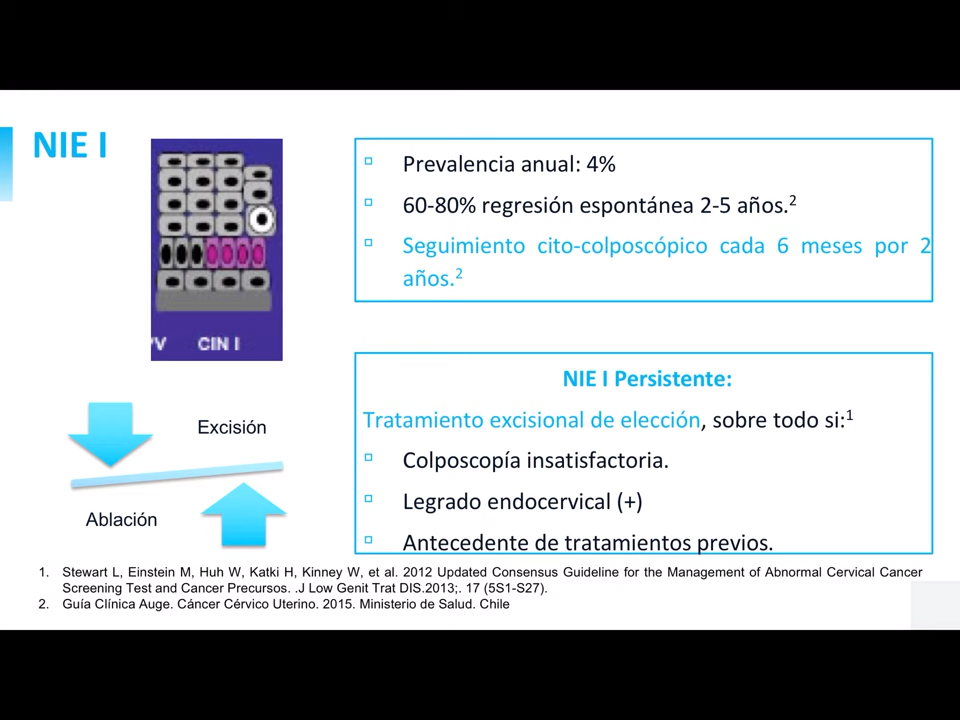 NIE I
'V CIN I
Prevalencia anual: 4%
60-80% regresión espontánea 2-5 años.2
Seguimiento cito-colposcópico cada 6 meses por 2
años.2
NIE I Persistente:
Tratamiento excisional de elección, sobre todo si:1
Colposcopía insatisfactoria.
Legrado endocervical (+)
Antecedente de tratamientos previos.
Excisión
Ablación
1. Stewart L, Einstein M, Huh W, Katki H, Kinney W, et al. 2012 Updated Consensus Guideline for the Management of Abnormal Cervical Cancer
Screening Test and Cancer Precursos. .J Low Genit Trat DIS.2013;. 17 (5S1-S27).
2. Guía Clínica Auge. Cáncer Cérvico Uterino. 2015. Ministerio de Salud. Chile